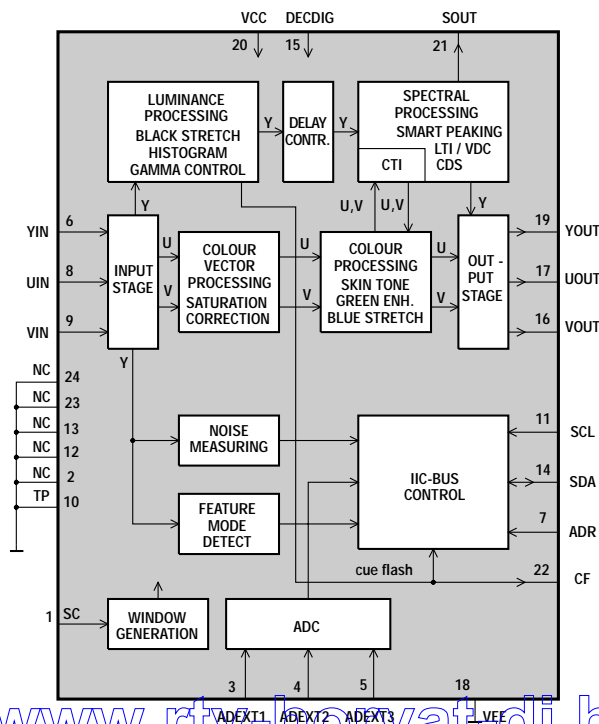 VCC DECDIG SOUT
20 15 21
LUMINANCE
PROCESSING
BLACK STRETCH
HISTOGRAM
GAMMA CONTROL
Y
DELAY
CONTR.
Y
SPECTRAL
PROCESSING
SMART PEAKING
LTI / VDC
CDS
CTI
Y U,V U,V Y
YIN 6
UIN 8
VIN 9
INPUT
STAGE
U
V
COLOUR
VECTOR
PROCESSING
SATURATION
CORRECTION
U
V
COLOUR
PROCESSING
SKIN TONE
GREEN ENH.
BLUE STRETCH
U
V
OUT -
PUT
STAGE
19 YOUT
17 UOUT
16 VOUT
Y
NC 24
NC 23
NC 13
NC 12
NC 2
TP 10
NOISE
MEASURING
FEATURE
MODE
DETECT
IIC-BUS
CONTROL
11 SCL
14 SDA
7 ADR
cue flash
22 CF
1 SC
WINDOW
GENERATION
ADC
3 4 5 18
ADEXT1 ADEXT2 ADEXT3 VEE